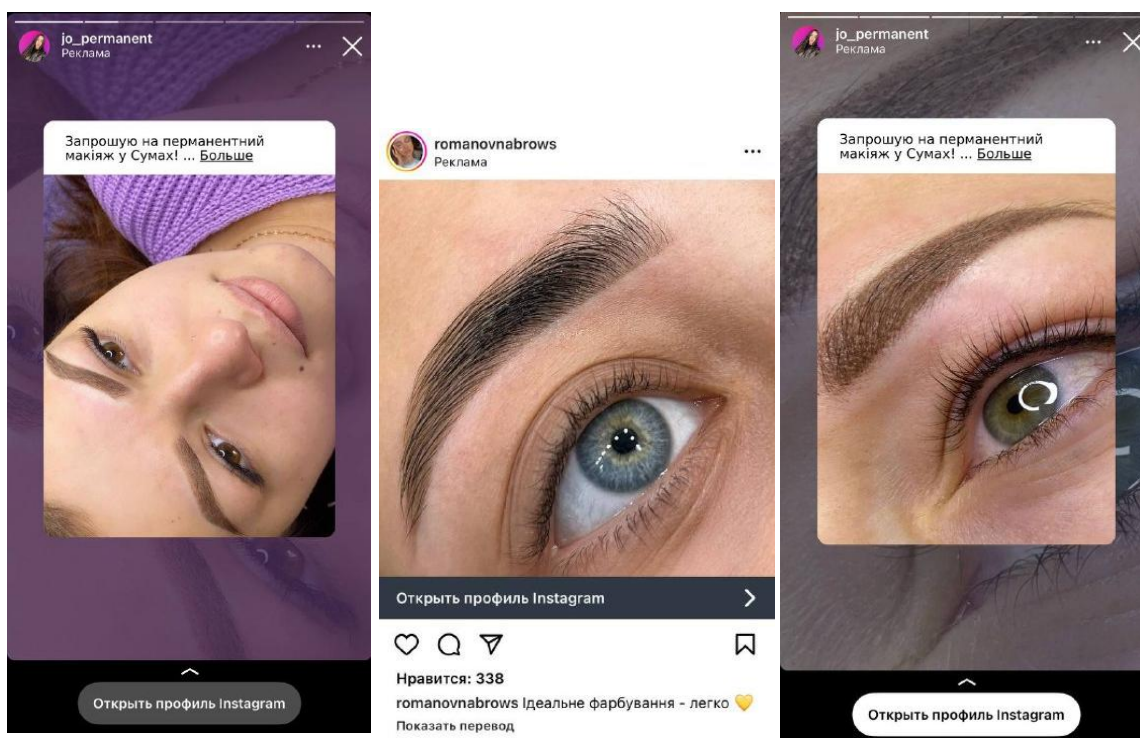 jo_permanent
Реклама
Запрошую на перманентний
макіяж у Сумах! ... Больше
Открыть профиль Instagram
romanovnabrows
Реклама
Открыть профиль Instagram
Нравится: 338
romanovnabrows Ідеальне фарбування - легко 💛
Показать перевод
jo_permanent
Реклама
Запрошую на перманентний
макіяж у Сумах! ... Больше
Открыть профиль Instagram